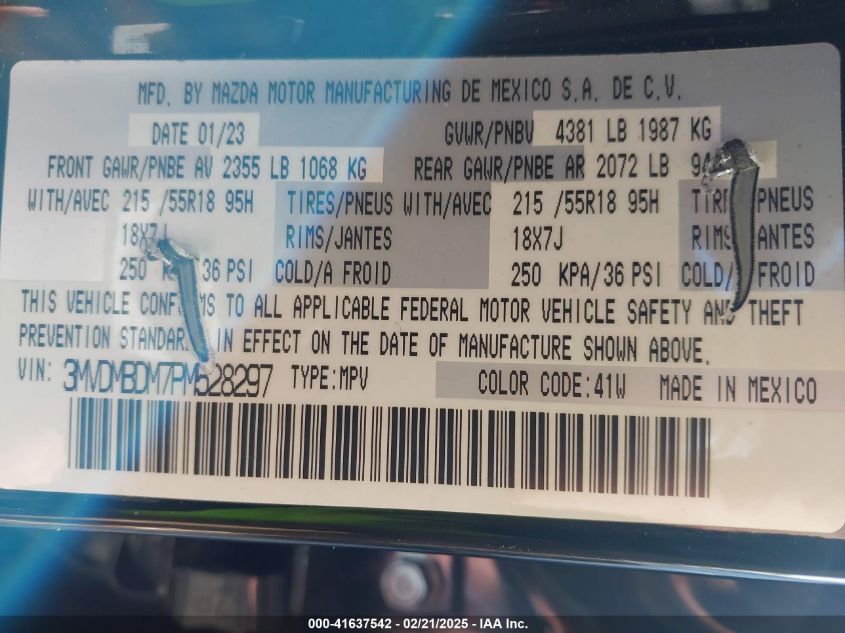 MFD. BY MAZDA MOTOR MANUFACTURING DE MEXICO S.A. DE C.V.
DATE 01/23 GVWR/PNBV 4381 LB 1987 KG
FRONT GAWR/PNBE AV 2355 LB 1068 KG REAR GAWR/PNBE AR 2072 LB
WITH/AVEC 215 /55R18 95H TIRES/PNEUS WITH/AVEC 215 /55R18 95H PNEUS
18X7J RIMS/JANTES 18X7J
250 /36 PSI COLD/A FROID 250 KPA/36 PSI COLD/ FROID
THIS VEHICLE CONFORMS TO ALL APPLICABLE FEDERAL MOTOR VEHICLE SAFETY AND THEFT
PREVENTION STANDARDS IN EFFECT ON THE DATE OF MANUFACTURE SHOWN ABOVE.
VIN: 3MVDMBDM7PM528297 TYPE:MPV COLOR CODE:41W MADE IN MEXICO
000-41637542 - 02/21/2025 - IAA Inc.